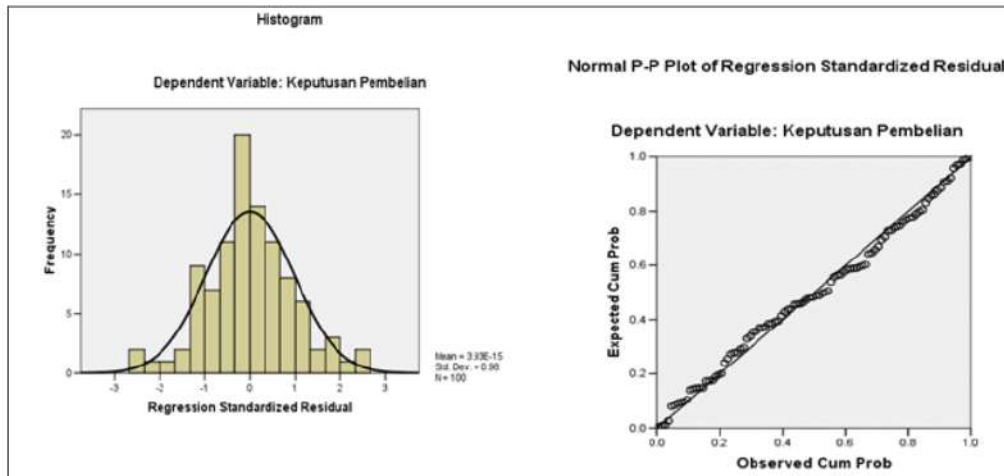 Histogram
Dependent Variable: Keputusan Pembelian
20
15
10
5
0
Frequency
-3
-2
-1
0
1
2
3
Regression Standardized Residual
Mean = 3.93E-15
Std. Dev. = 0.98
N = 100
Normal P-P Plot of Regression Standardized Residual
Dependent Variable: Keputusan Pembelian
1.0
0.8
0.6
0.4
0.2
0.0
Expected Cum Prob
0.0
0.2
0.4
0.6
0.8
1.0
Observed Cum Prob